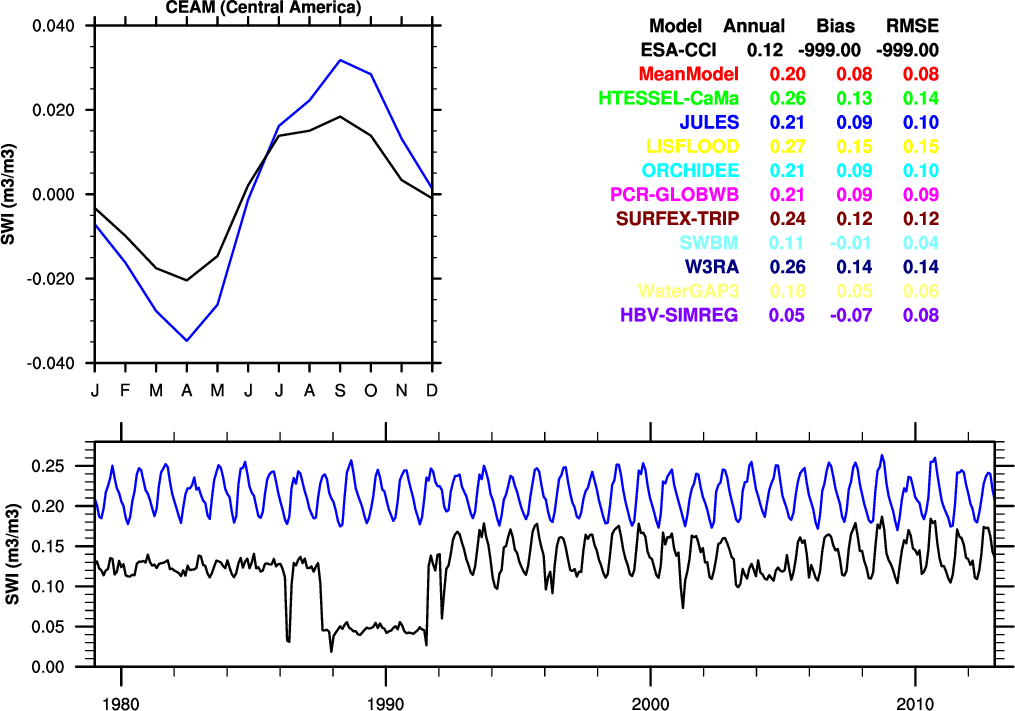 CEAM (Central America)
0.040
0.020
0.000
-0.020
-0.040
SWI (m3/m3)
J F M A M J J A S O N D
Model Annual Bias RMSE
ESA-CCI 0.12 -999.00 -999.00
MeanModel 0.20 0.08 0.08
HTESSEL-CaMa 0.26 0.13 0.14
JULES 0.21 0.09 0.10
LISFLOOD 0.27 0.15 0.15
ORCHIDEE 0.21 0.09 0.10
PCR-GLOBWB 0.21 0.09 0.09
SURFEX-TRIP 0.24 0.12 0.12
SWBM 0.11 -0.01 0.04
W3RA 0.26 0.14 0.14
WaterGAP3 0.18 0.05 0.06
HBV-SIMREG 0.05 -0.07 0.08
0.25
0.20
0.15
0.10
0.05
0.00
SWI (m3/m3)
1980 1990 2000 2010